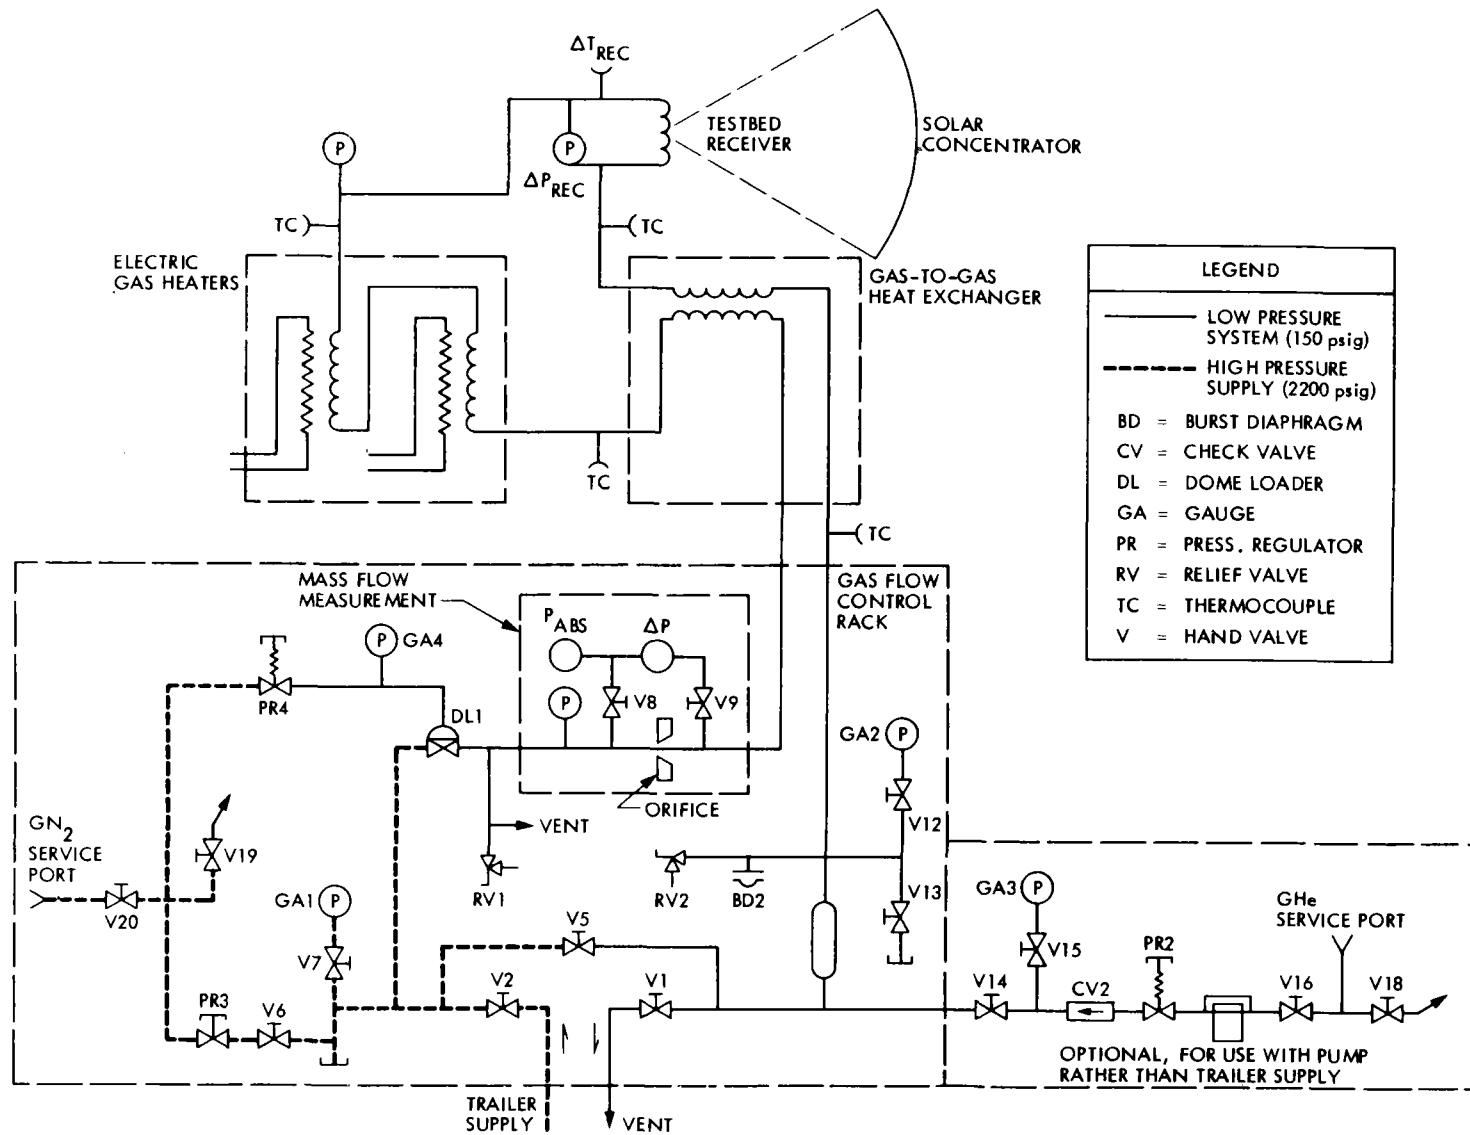 ΔT REC
P
TESTBED
RECEIVER
SOLAR
CONCENTRATOR
P
ΔP REC
TC
TC
ELECTRIC
GAS HEATERS
GAS-TO-GAS
HEAT EXCHANGER
TC
TC
LEGEND
LOW PRESSURE
SYSTEM (150 psig)
HIGH PRESSURE
SUPPLY (2200 psig)
BD = BURST DIAPHRAGM
CV = CHECK VALVE
DL = DOME LOADER
GA = GAUGE
PR = PRESS. REGULATOR
RV = RELIEF VALVE
TC = THERMOCOUPLE
V = HAND VALVE
MASS FLOW
MEASUREMENT
GAS FLOW
CONTROL
RACK
P ABS
ΔP
P GA4
PR4
DL1
P
V8
V9
GA2 P
ORIFICE
VENT
V12
GN2
SERVICE
PORT
V19
V20
GA1 P
RV1
RV2
BD2
V13
GA3 P
GHe
SERVICE PORT
V7
V5
V15
PR2
PR3
V6
V2
V1
V14
CV2
V16
V18
OPTIONAL, FOR USE WITH PUMP
RATHER THAN TRAILER SUPPLY
TRAILER
SUPPLY
VENT